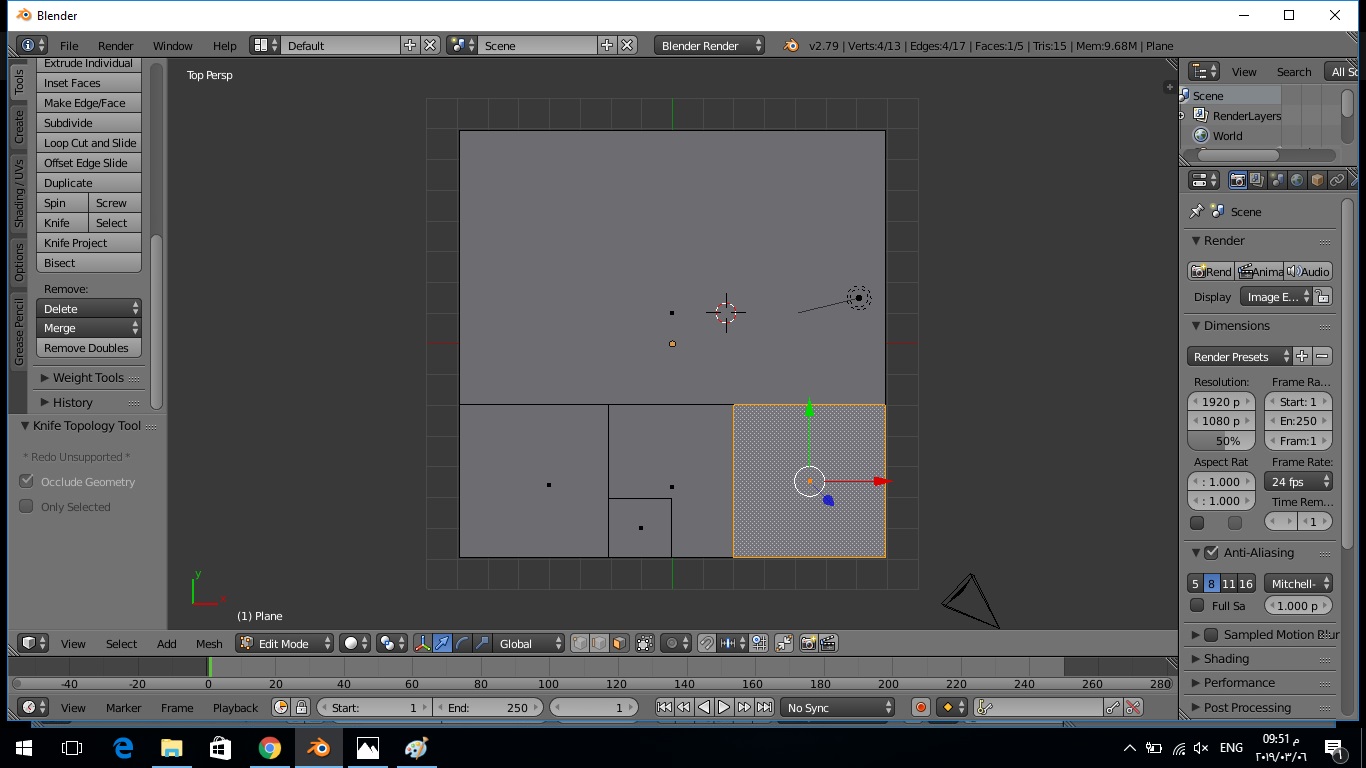 Blender
File Render Window Help Default Scene Blender Render v2.79 | Verts:4/13 | Edges:4/17 | Faces:1/5 | Tris:15 | Mem:9.68M | Plane
Tools
Create
Shading / UVs
Options
Grease Pencil
Extrude Individual
Inset Faces
Make Edge/Face
Subdivide
Loop Cut and Slide
Offset Edge Slide
Duplicate
Spin Screw
Knife Select
Knife Project
Bisect
Remove:
Delete
Merge
Remove Doubles
Weight Tools
History
Knife Topology Tool
* Redo Unsupported *
Occlude Geometry
Only Selected
Top Persp
y
x
(1) Plane
View Select Add Mesh Edit Mode Global
-40 -20 0 20 40 60 80 100 120 140 160 180 200 220 240 260 280
View Marker Frame Playback Start: 1 End: 250 1 No Sync
View Search All Sc
Scene
RenderLayers
World
Scene
Render
Rend Anima Audio
Display Image E...
Dimensions
Render Presets
Resolution: Frame Ra...
1920 p Start: 1
1080 p En:250
50% Fram:1
Aspect Rat Frame Rate:
: 1.000 24 fps
: 1.000 Time Rem...
1
Anti-Aliasing
5 8 11 16 Mitchell-
Full Sa 1.000 p
Sampled Motion Blur
Shading
Performance
Post Processing
ENG
09:51 م
٢٠١٩/٠٣/٠٦
1